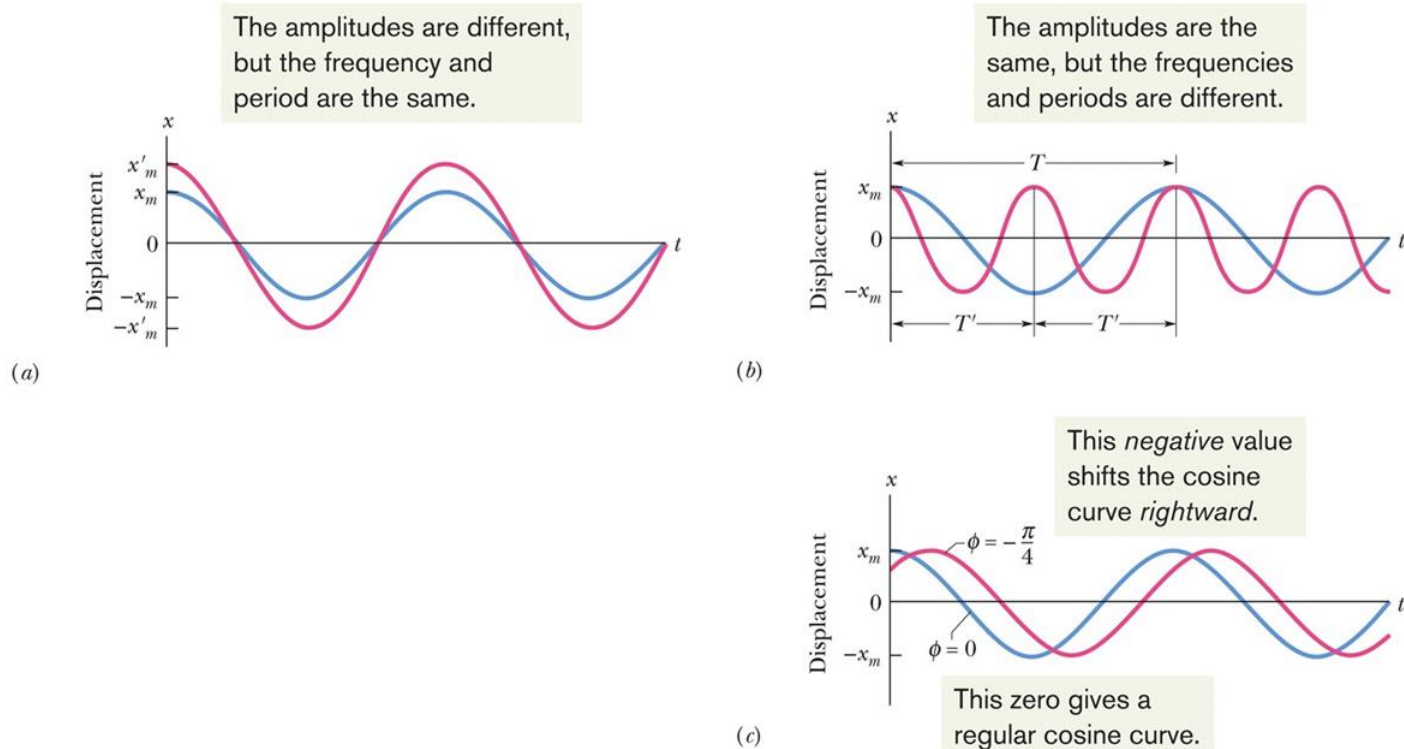 The amplitudes are different,
but the frequency and
period are the same.
x
x′m
xm
0
−xm
−x′m
Displacement
t
(a)
The amplitudes are the
same, but the frequencies
and periods are different.
x
T
xm
0
−xm
Displacement
t
T′ T′
(b)
This negative value
shifts the cosine
curve rightward.
x
ϕ = − π/4
xm
0
−xm
Displacement
t
ϕ = 0
This zero gives a
regular cosine curve.
(c)